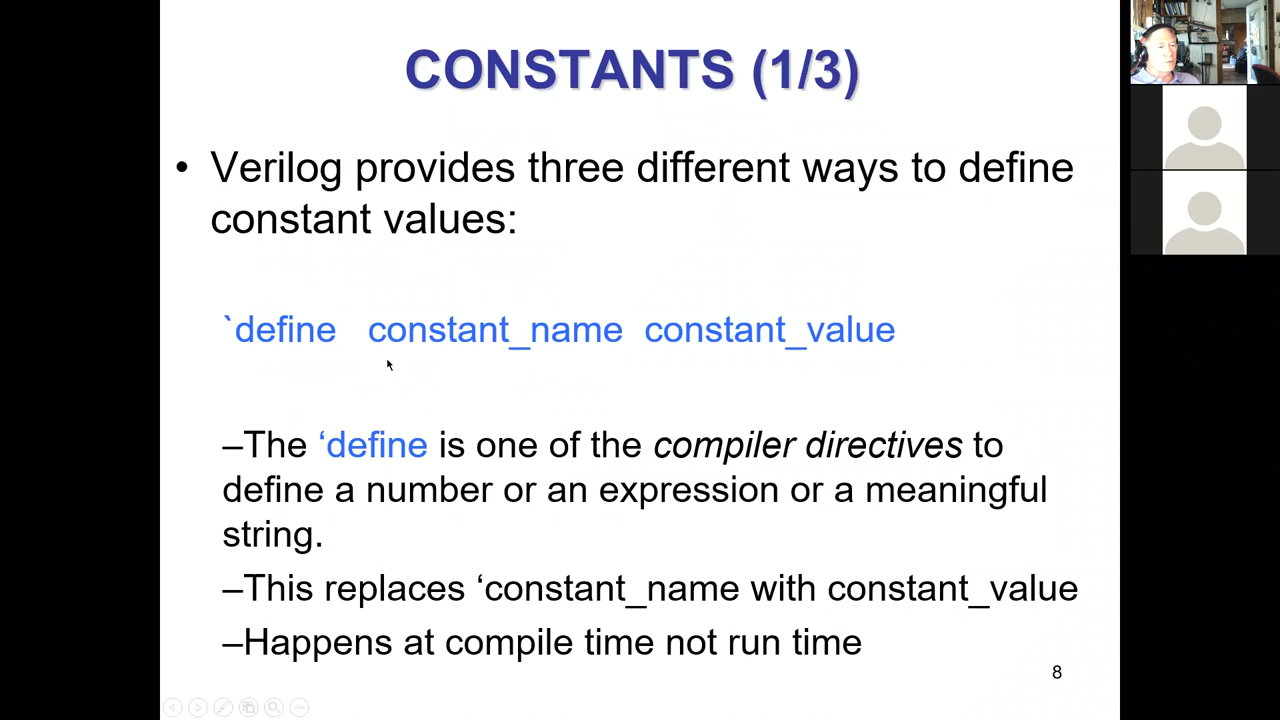 CONSTANTS (1/3)
• Verilog provides three different ways to define
constant values:
`define constant_name constant_value
–The ‘define is one of the compiler directives to
define a number or an expression or a meaningful
string.
–This replaces ‘constant_name with constant_value
–Happens at compile time not run time
8